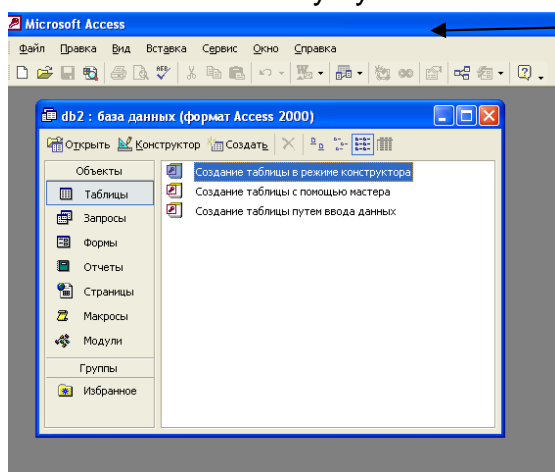 Microsoft Access
Файл Правка Вид Вставка Сервис Окно Справка
db2 : база данных (формат Access 2000)
Открыть Конструктор Создать
Объекты
Создание таблицы в режиме конструктора
Таблицы
Создание таблицы с помощью мастера
Запросы
Создание таблицы путем ввода данных
Формы
Отчеты
Страницы
Макросы
Модули
Группы
Избранное